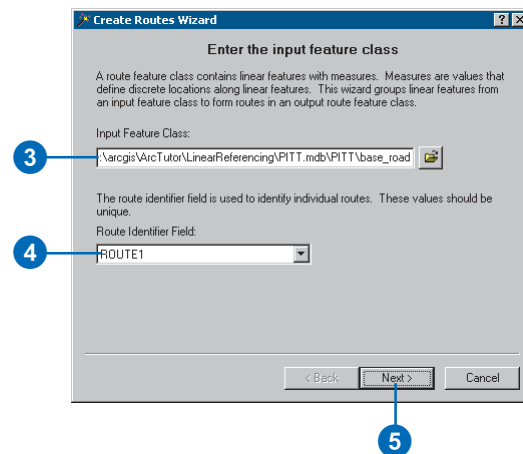 Create Routes Wizard
Enter the input feature class
A route feature class contains linear features with measures. Measures are values that
define discrete locations along linear features. This wizard groups linear features from
an input feature class to form routes in an output route feature class.
Input Feature Class:
3
:\arcgis\ArcTutor\LinearReferencing\PITT.mdb\PITT\base_road
The route identifier field is used to identify individual routes. These values should be
unique.
Route Identifier Field:
4
ROUTE1
< Back
Next >
Cancel
5